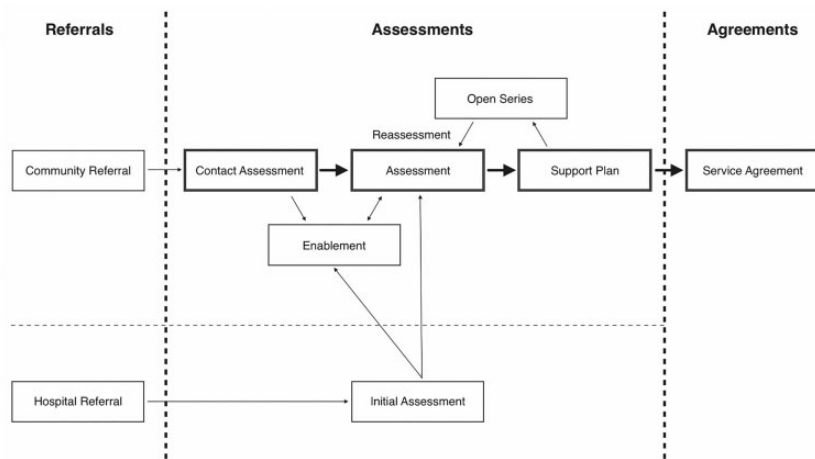 Referrals
Assessments
Agreements
Open Series
Reassessment
Community Referral
Contact Assessment
Assessment
Support Plan
Service Agreement
Enablement
Hospital Referral
Initial Assessment